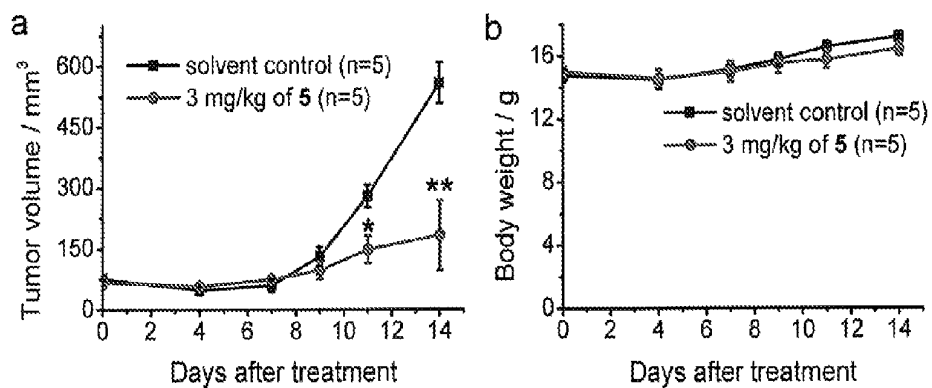 a
solvent control (n=5)
3 mg/kg of 5 (n=5)
600
450
300
150
0
Tumor volume / mm³
*
**
0 2 4 6 8 10 12 14
Days after treatment
b
16
12
8
4
0
Body weight / g
solvent control (n=5)
3 mg/kg of 5 (n=5)
0 2 4 6 8 10 12 14
Days after treatment